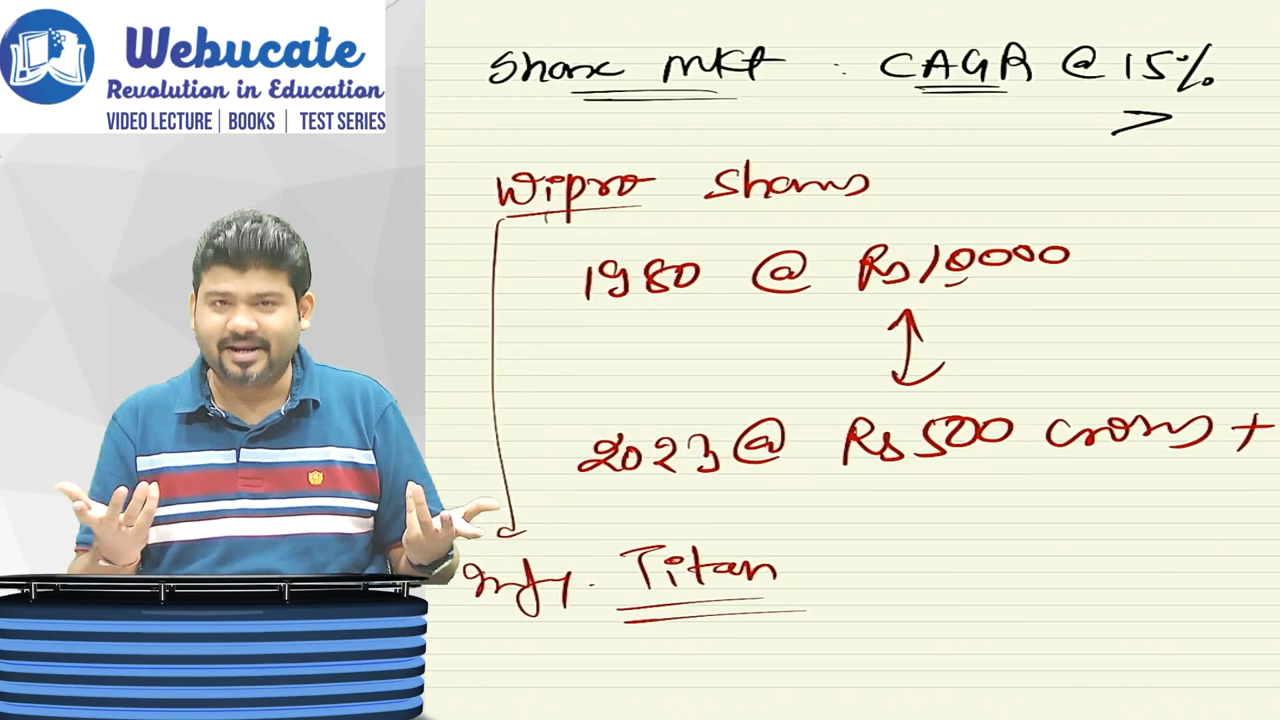 Webucate
Revolution in Education
VIDEO LECTURE | BOOKS | TEST SERIES
Share mkt . CAGR @ 15%
>
Wipro Shares
1980 @ Rs 10000
2023 @ Rs 500 crores +
Infy. Titan